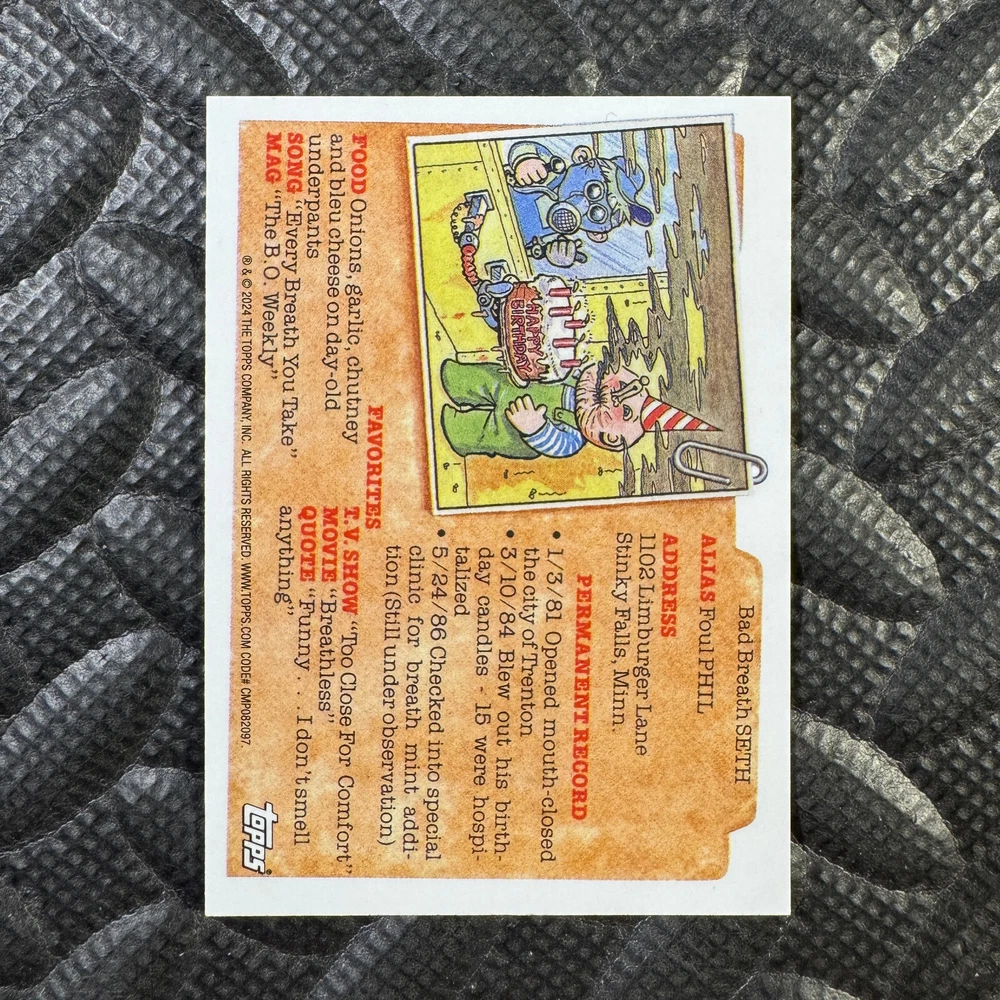 Bad Breath SETH
HAPPY
BIRTHDAY
ALIAS Foul PHIL
ADDRESS
1102 Limburger Lane
Stinky Falls, Minn.
PERMANENT RECORD
• 1/3/81 Opened mouth-closed
the city of Trenton
• 3/10/84 Blew out his birth-
day candles - 15 were hospi-
talized
• 5/24/86 Checked into special
clinic for breath mint addi-
tion (Still under observation)
FAVORITES
FOOD Onions, garlic, chutney
and bleu cheese on day-old
underpants
SONG "Every Breath You Take"
MAG "The B.O. Weekly"
T.V. SHOW "Too Close For Comfort"
MOVIE "Breathless"
QUOTE "Funny . . . I don't smell
anything"
® & © 2024 THE TOPPS COMPANY, INC. ALL RIGHTS RESERVED. WWW.TOPPS.COM CODE# CMP082097.
topps®